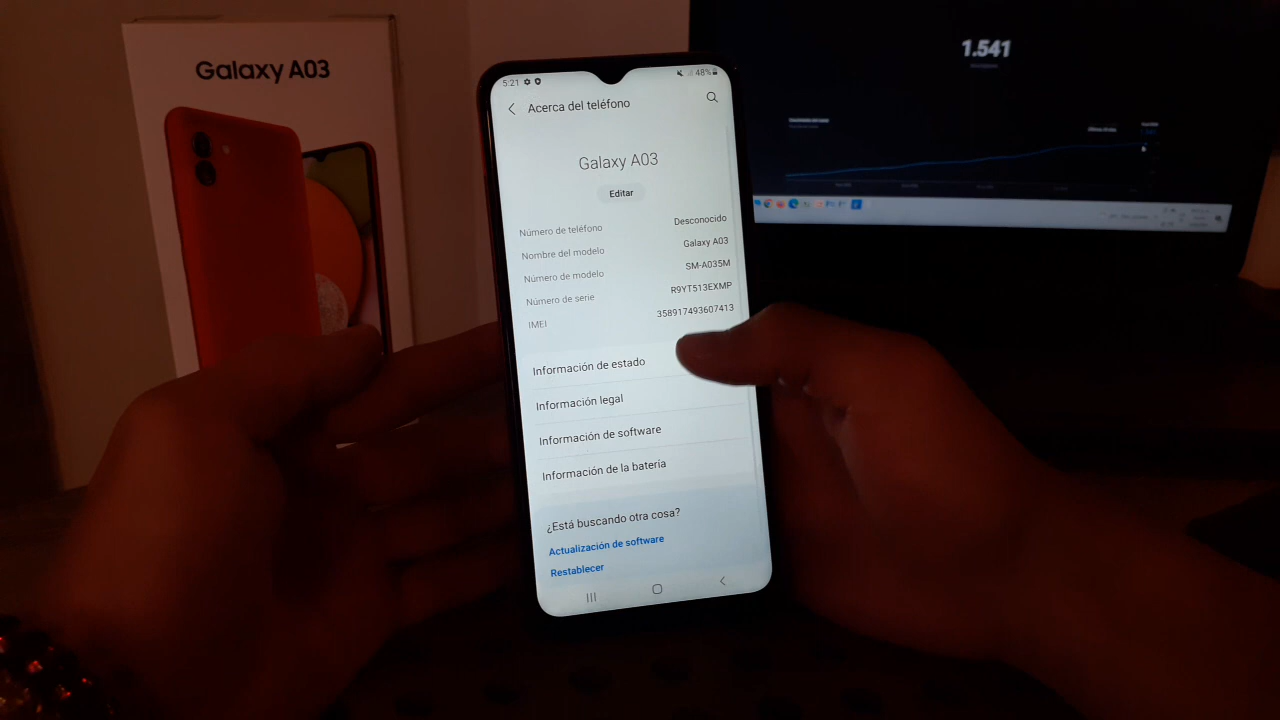 Galaxy A03
1.541
5:21
48%
Acerca del teléfono
Galaxy A03
Editar
Número de teléfono Desconocido
Nombre del modelo Galaxy A03
Número de modelo SM-A035M
Número de serie R9YT513EXMP
IMEI 358917493607413
Información de estado
Información legal
Información de software
Información de la batería
¿Está buscando otra cosa?
Actualización de software
Restablecer